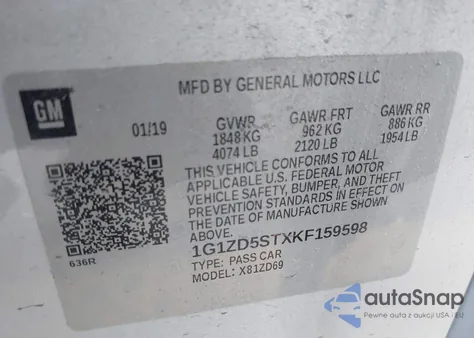 MFD BY GENERAL MOTORS LLC
GM
01/19
GVWR
1848 KG
4074 LB
GAWR FRT
962 KG
2120 LB
GAWR RR
886 KG
1954 LB
THIS VEHICLE CONFORMS TO ALL
APPLICABLE U.S. FEDERAL MOTOR
VEHICLE SAFETY, BUMPER, AND THEFT
PREVENTION STANDARDS IN EFFECT ON
THE DATE OF MANUFACTURE SHOWN
ABOVE.
1G1ZD5STXKF159598
TYPE: PASS CAR
MODEL: X81ZD69
636R
autoSnap
Pewne auta z aukcji USA i EU